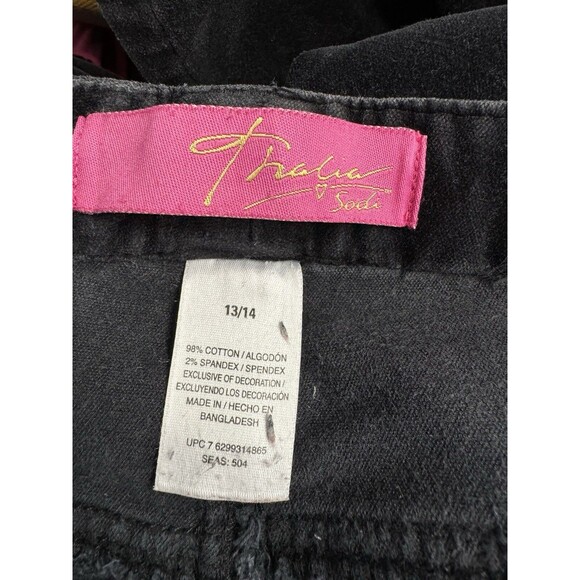 Thalia
Sodi
13/14
98% COTTON / ALGODÓN
2% SPANDEX / SPENDEX
EXCLUSIVE OF DECORATION /
EXCLUYENDO LOS DECORACIÓN
MADE IN / HECHO EN
BANGLADESH
UPC 7 6299314865
SEAS: 504